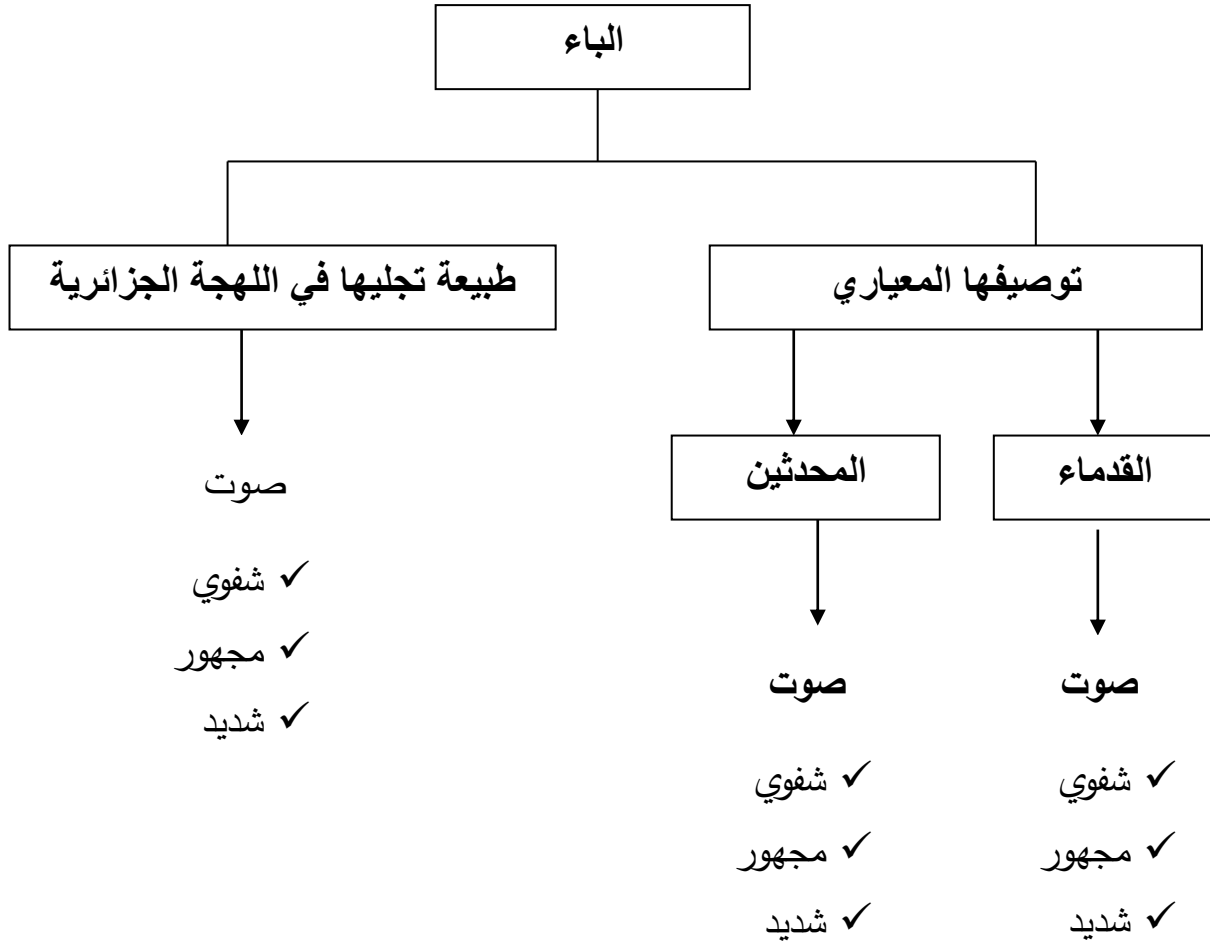 الباء
توصيفها المعياري
طبيعة تجليها في اللهجة الجزائرية
القدماء
المحدثين
صوت
✓ شفوي
✓ مجهور
✓ شديد
صوت
✓ شفوي
✓ مجهور
✓ شديد
صوت
✓ شفوي
✓ مجهور
✓ شديد